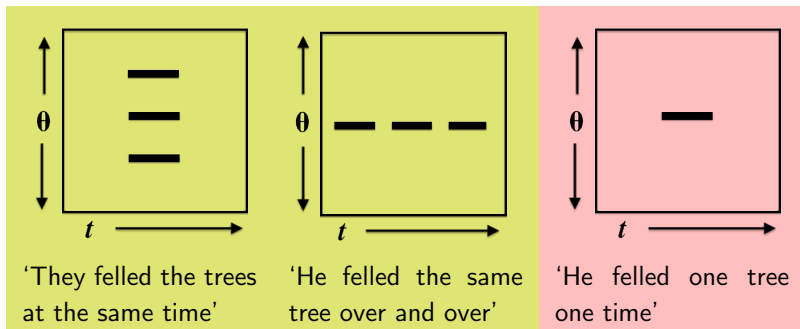 θ
t
'They felled the trees
at the same time'
θ
t
'He felled the same
tree over and over'
θ
t
'He felled one tree
one time'